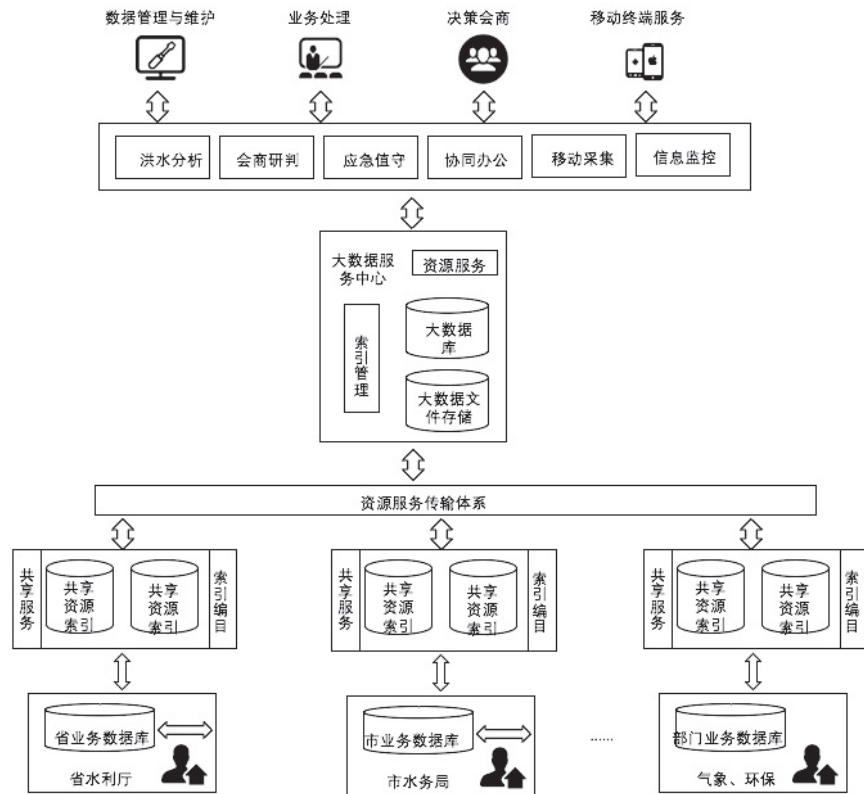 数据管理与维护
业务处理
决策会商
移动终端服务
洪水分析
会商研判
应急值守
协同办公
移动采集
信息监控
大数据服
务中心
资源服务
索引管理
大数据
库
大数据文
件存储
资源服务传输体系
共享服务
共享
资源
索引
共享
资源
索引
索引编目
共享服务
共享
资源
索引
共享
资源
索引
索引编目
共享服务
共享
资源
索引
共享
资源
索引
索引编目
省业务数据库
省水利厅
市业务数据库
市水务局
......
部门业务数据库
气象、环保